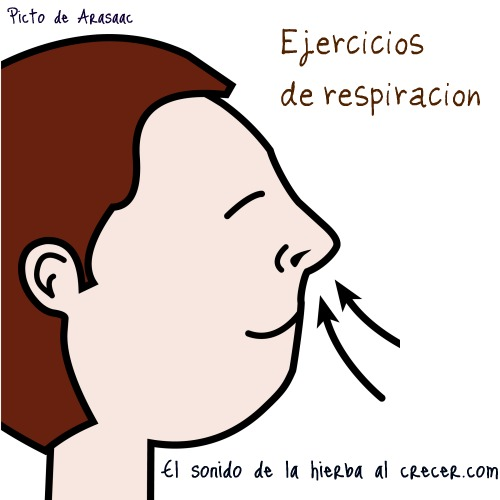 Picto de Arasaac
Ejercicios
de respiracion
El sonido de la hierba al crecer.com